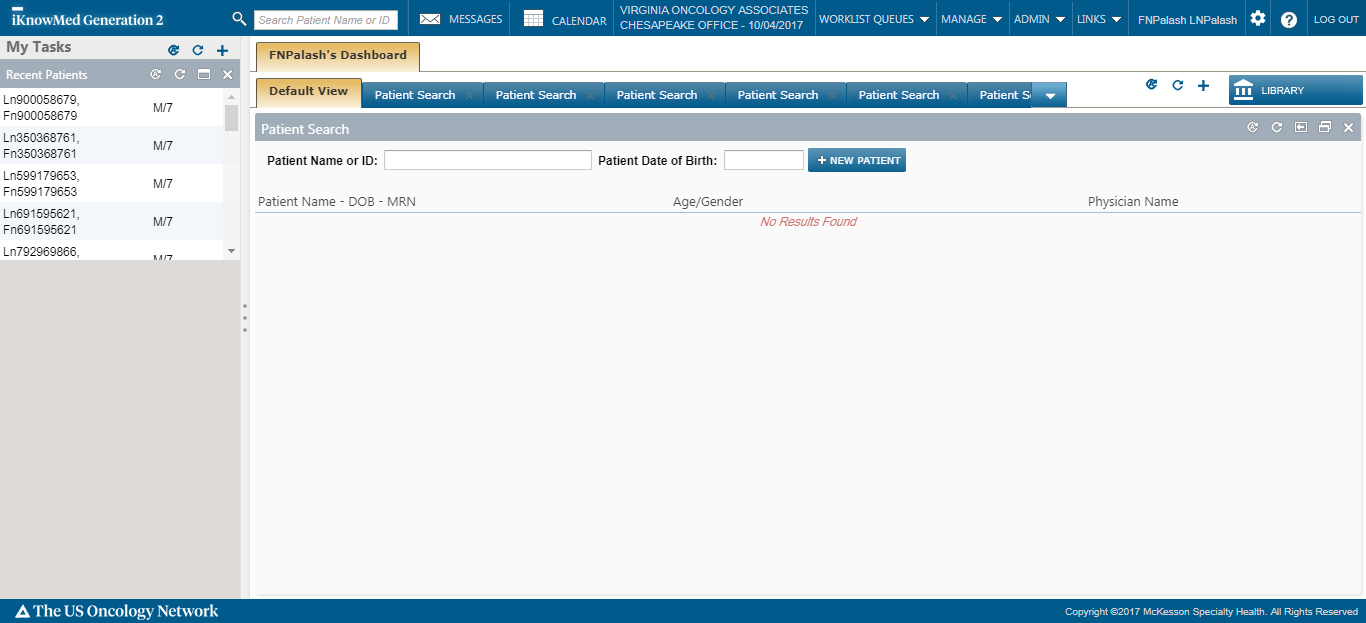 iKnowMed Generation 2
Search Patient Name or ID
MESSAGES
CALENDAR
VIRGINIA ONCOLOGY ASSOCIATES
CHESAPEAKE OFFICE - 10/04/2017
WORKLIST QUEUES
MANAGE
ADMIN
LINKS
FNPalash LNPalash
LOG OUT
My Tasks
Recent Patients
Ln900058679,
Fn900058679
M/7
Ln350368761,
Fn350368761
M/7
Ln599179653,
Fn599179653
M/7
Ln691595621,
Fn691595621
M/7
Ln792969866,
M/7
FNPalash's Dashboard
Default View
Patient Search
Patient Search
Patient Search
Patient Search
Patient Search
Patient S
LIBRARY
Patient Search
Patient Name or ID:
Patient Date of Birth:
+ NEW PATIENT
Patient Name - DOB - MRN
Age/Gender
Physician Name
No Results Found
The US Oncology Network
Copyright ©2017 McKesson Specialty Health. All Rights Reserved